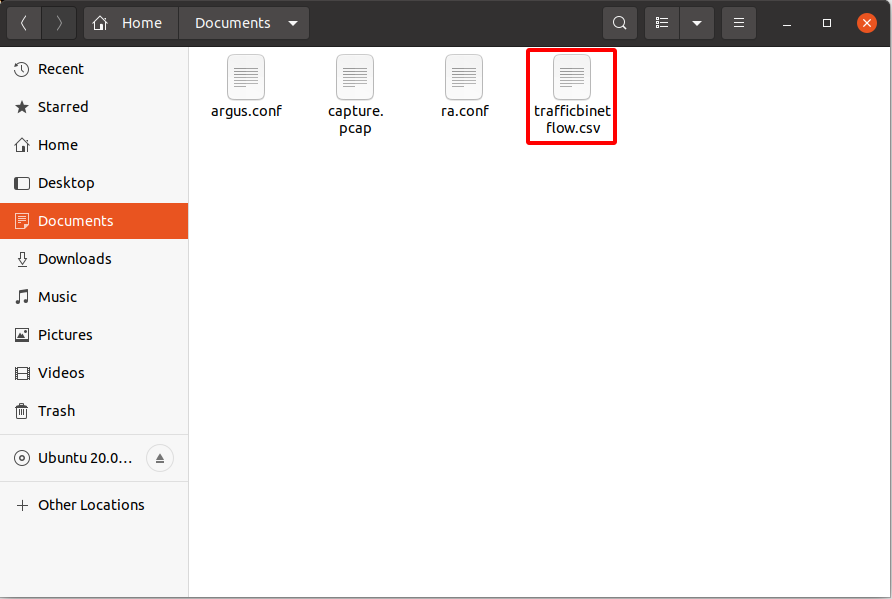 Home
Documents
Recent
Starred
Home
Desktop
Documents
Downloads
Music
Pictures
Videos
Trash
Ubuntu 20.0...
Other Locations
argus.conf
capture.
pcap
ra.conf
trafficbinet
flow.csv